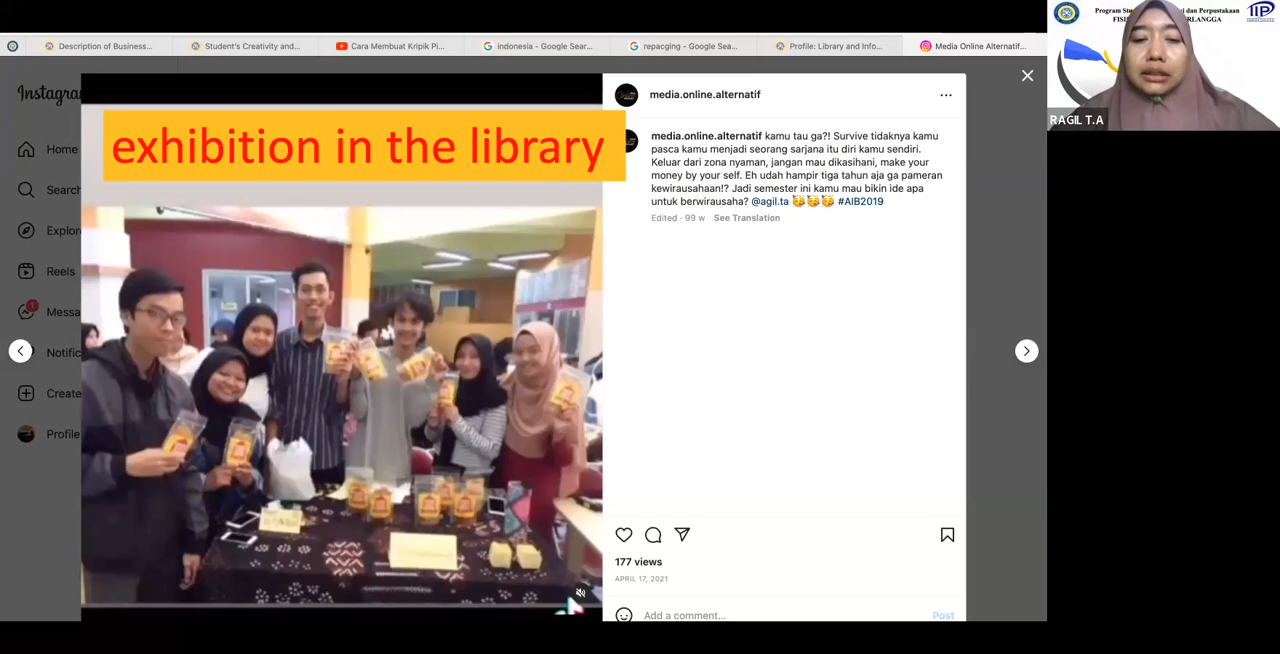 Program Stu
i dan Perpustakaan
FISI
RLANGGA
TIP
RAGIL T.A
Description of Business...
Student's Creativity and...
Cara Membuat Kripik Pi...
indonesia - Google Sear...
repacging - Google Sea...
Profile: Library and Info...
Media Online Alternatif...
Instagra
Home
Search
Explor
Reels
1
Messa
Notific
Create
Profile
exhibition in the library
media.online.alternatif
media.online.alternatif kamu tau ga?! Survive tidaknya kamu
pasca kamu menjadi seorang sarjana itu diri kamu sendiri.
Keluar dari zona nyaman, jangan mau dikasihani, make your
money by your self. Eh udah hampir tiga tahun aja ga pameran
kewirausahaan!? Jadi semester ini kamu mau bikin ide apa
untuk berwirausaha? @agil.ta 🥳🥳🥳 #AIB2019
Edited · 99 w See Translation
177 views
APRIL 17, 2021
Add a comment...
Post